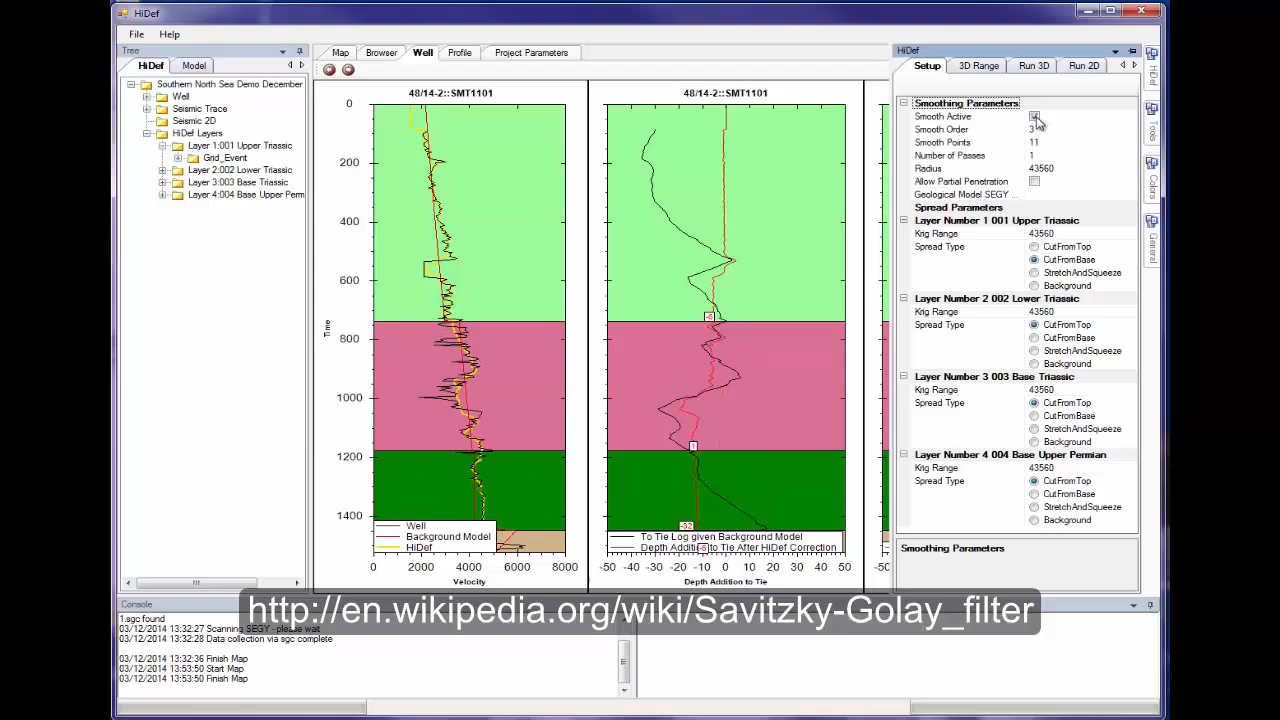 HiDef
File Help
Tree
HiDef Model
Southern North Sea Demo December
Well
Seismic Trace
Seismic 2D
HiDef Layers
Layer 1:001 Upper Triassic
Grid_Event
Layer 2:002 Lower Triassic
Layer 3:003 Base Triassic
Layer 4:004 Base Upper Perm
Map Browser Well Profile Project Parameters
48/14-2::SMT1101
0
200
400
600
800
1000
1200
1400
Time
Well
Background Model
HiDef
0 2000 4000 6000 8000
Velocity
48/14-2::SMT1101
-6
1
-32
To Tie Log given Background Model
Depth Additi -6 to Tie After HiDef Correction
-50 -40 -30 -20 -10 0 10 20 30 40 50
Depth Addition to Tie
HiDef
Setup 3D Range Run 3D Run 2D
Smoothing Parameters
Smooth Active
Smooth Order 3
Smooth Points 11
Number of Passes 1
Radius 43560
Allow Partial Penetration
Geological Model SEGY ...
Spread Parameters
Layer Number 1 001 Upper Triassic
Krig Range 43560
Spread Type CutFromTop
CutFromBase
StretchAndSqueeze
Background
Layer Number 2 002 Lower Triassic
Krig Range 43560
Spread Type CutFromTop
CutFromBase
StretchAndSqueeze
Background
Layer Number 3 003 Base Triassic
Krig Range 43560
Spread Type CutFromTop
CutFromBase
StretchAndSqueeze
Background
Layer Number 4 004 Base Upper Permian
Krig Range 43560
Spread Type CutFromTop
CutFromBase
StretchAndSqueeze
Background
Smoothing Parameters
HiDef
Tools
Colors
General
Console
http://en.wikipedia.org/wiki/Savitzky-Golay_filter
1.sgc found
03/12/2014 13:32:27 Scanning SEGY - please wait
03/12/2014 13:32:28 Data collection via sgc complete
03/12/2014 13:32:36 Finish Map
03/12/2014 13:53:50 Start Map
03/12/2014 13:53:50 Finish Map